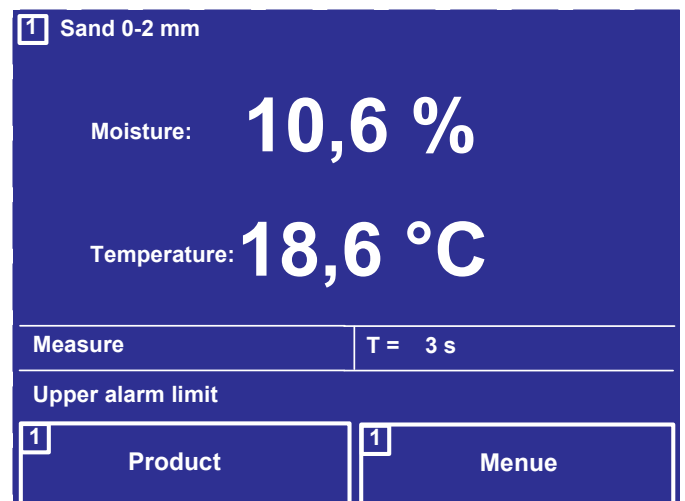 1 Sand 0-2 mm
Moisture: 10,6 %
Temperature: 18,6 °C
Measure T = 3 s
Upper alarm limit
1 Product 1 Menue